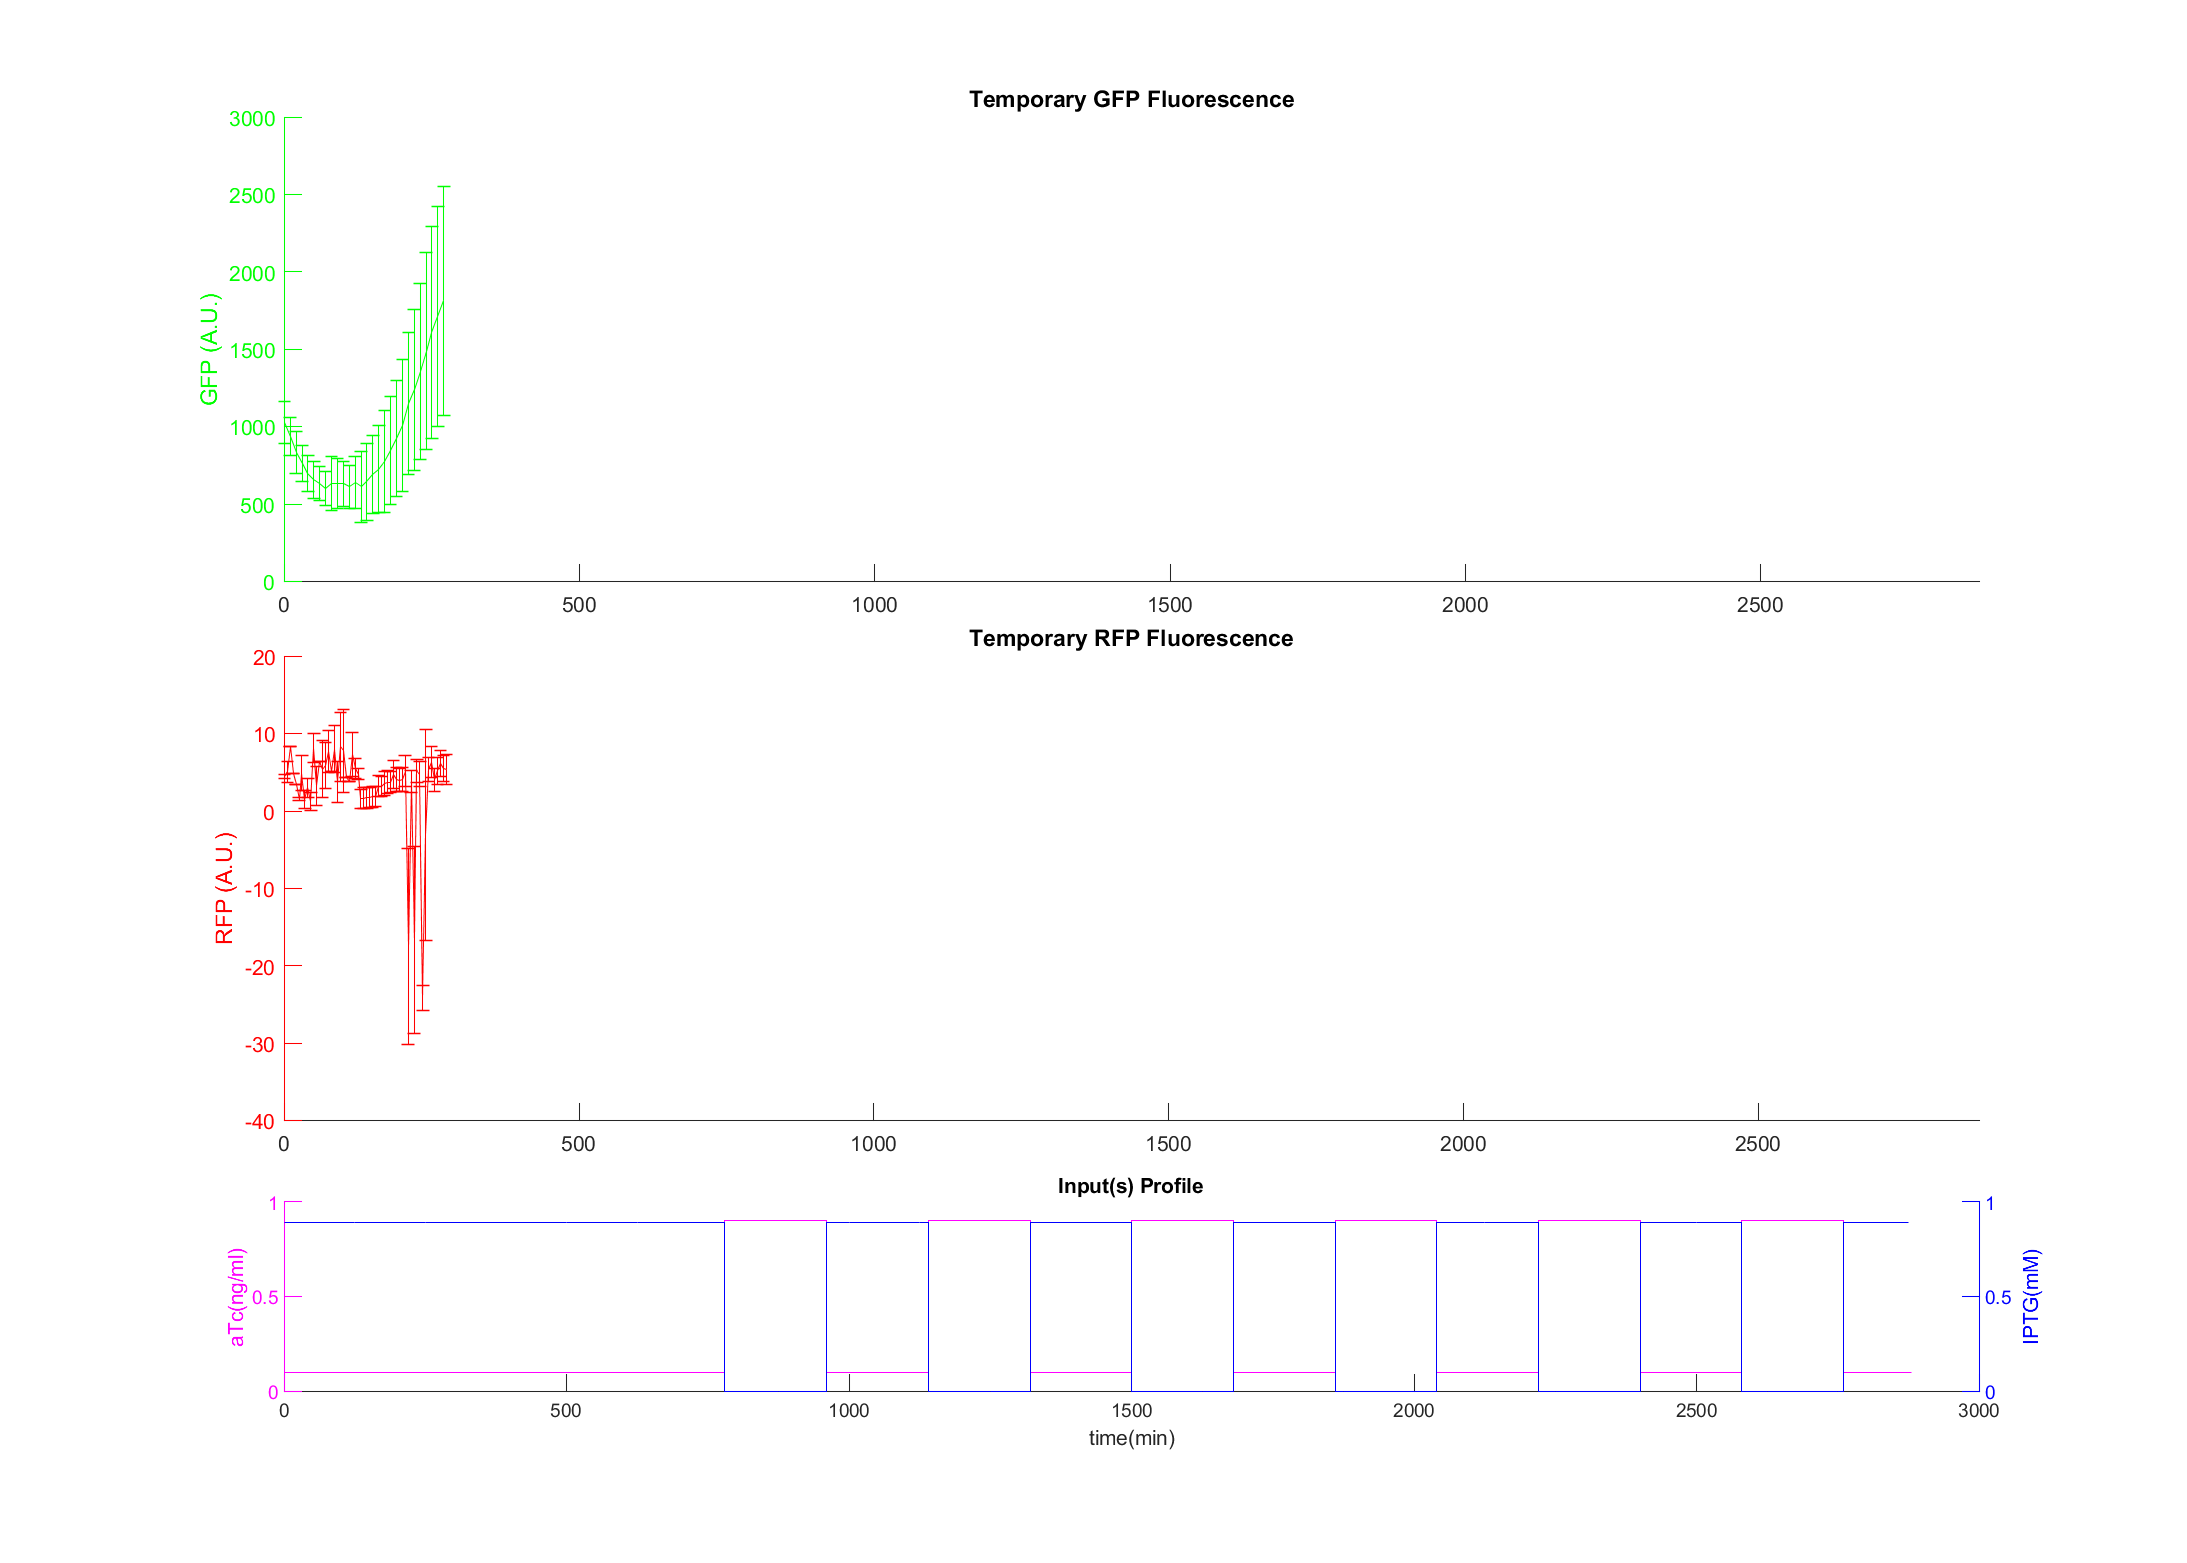 Temporary GFP Fluorescence
3000
2500
2000
1500
1000
500
0
GFP (A.U.)
0 500 1000 1500 2000 2500
Temporary RFP Fluorescence
20
10
0
-10
-20
-30
-40
RFP (A.U.)
0 500 1000 1500 2000 2500
Input(s) Profile
1
0.5
0
aTc(ng/ml)
1
0.5
0
IPTG(mM)
0 500 1000 1500 2000 2500 3000
time(min)